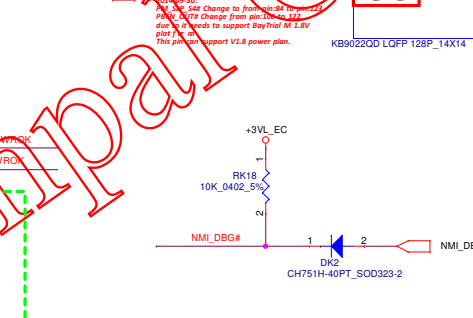 PM_SLP_S4# Change to from pin:84 to pin:123
PBTN_OUT# Change from pin:106 to 122
due to it needs to support BayTrial M 1.8V
platform
This pin can support V1.8 power plan.
KB9022QD LQFP 128P_14X14
+3VL_EC
1
RK18
10K_0402_5%
2
NMI_DBG#
1
2
DK2
CH751H-40PT_SOD323-2